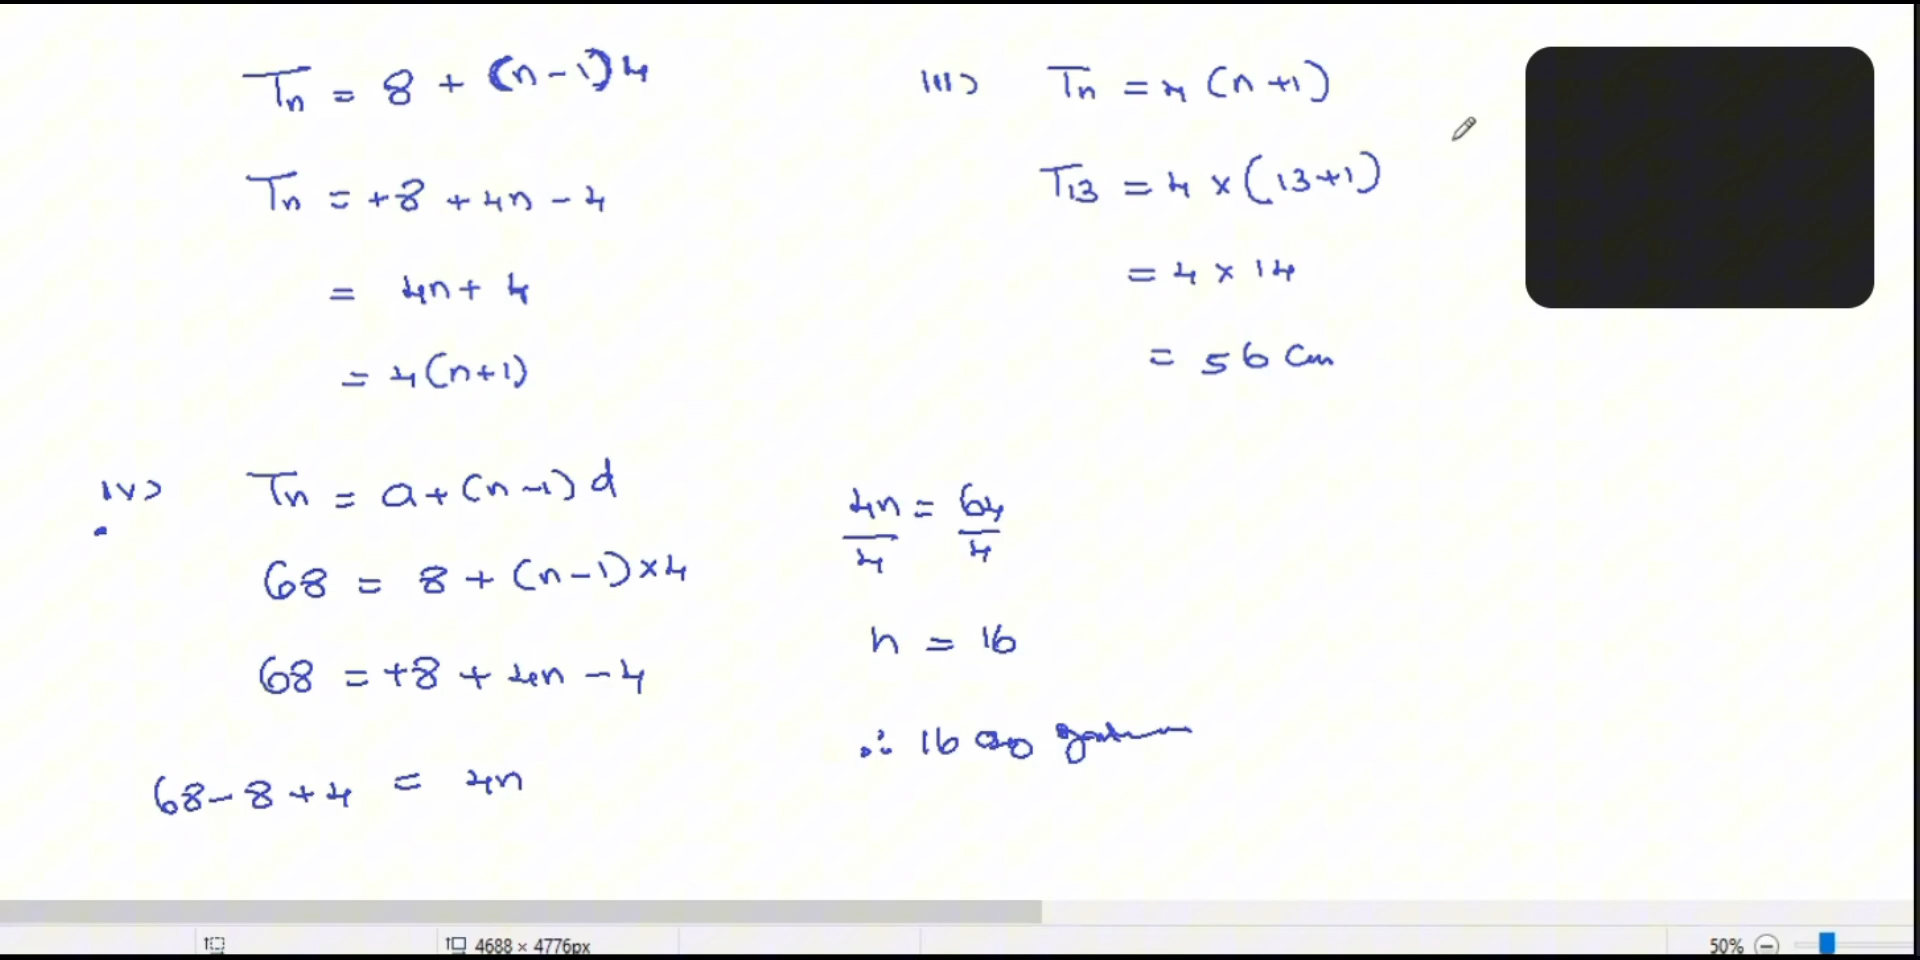 Tn = 8 + (n - 1)4
Tn = +8 + 4n - 4
= 4n + 4
= 4(n+1)
III> Tn = 4 (n +1)
T13 = 4 × (13+1)
= 4 × 14
= 56 Cm
IV> Tn = a + (n-1) d
68 = 8 + (n-1)×4
68 = +8 + 4n - 4
68 - 8 + 4 = 4n
4n/4 = 64/4
n = 16
∴ 16
4688 × 4776px
50%